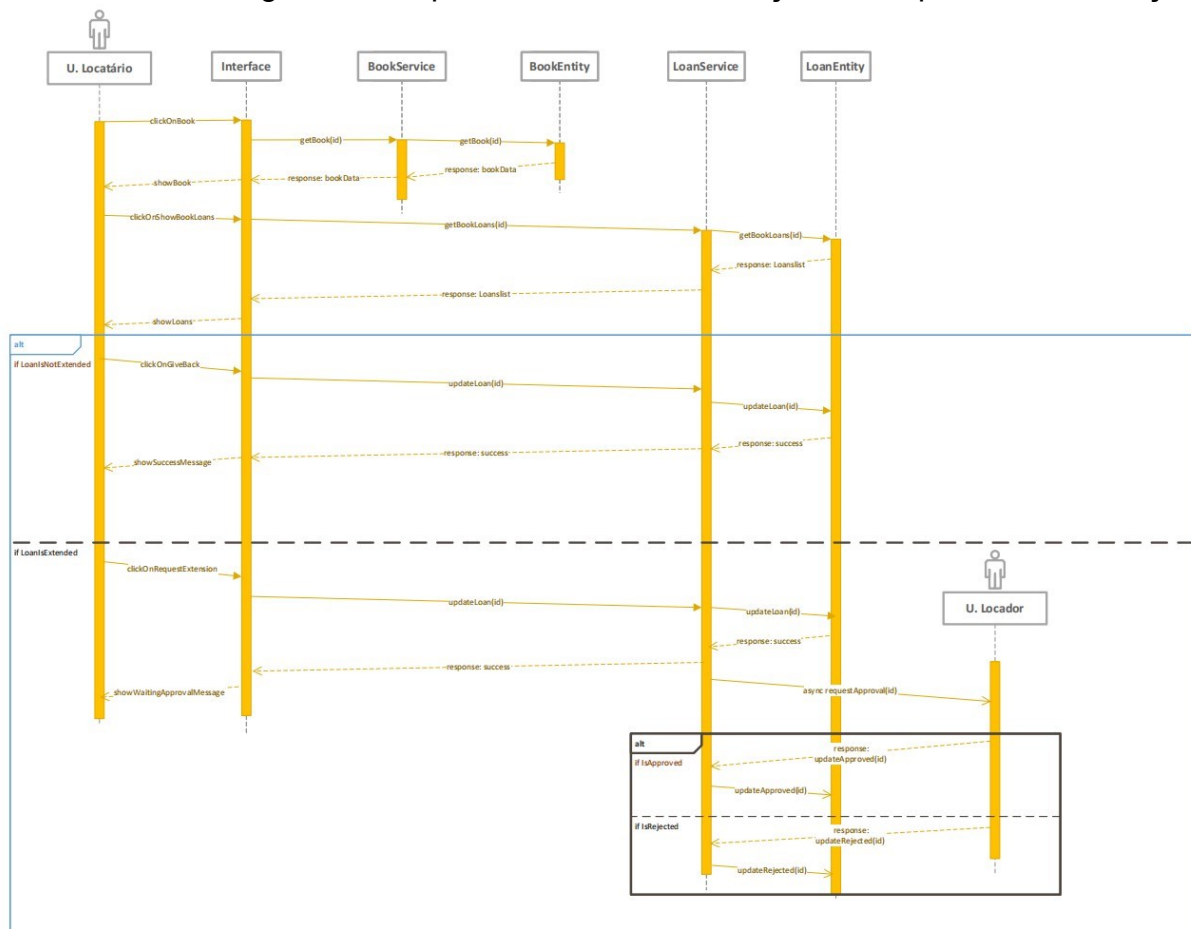 U. Locatário
Interface
BookService
BookEntity
LoanService
LoanEntity
clickOnBook
getBook(id)
getBook(id)
response: bookData
response: bookData
showBook
clickOnShowBookLoans
getBookLoans(id)
getBookLoans(id)
response: Loanslist
response: Loanslist
showLoans
alt
if LoanIsNotExtended
clickOnGiveBack
updateLoan(id)
updateLoan(id)
response: success
response: success
showSuccessMessage
if LoanIsExtended
clickOnRequestExtension
U. Locador
updateLoan(id)
updateLoan(id)
response: success
response: success
showWaitingApprovalMessage
async requestApproval(id)
alt
response:
updateApproved(id)
if IsApproved
updateApproved(id)
if IsRejected
response:
updateRejected(id)
updateRejected(id)